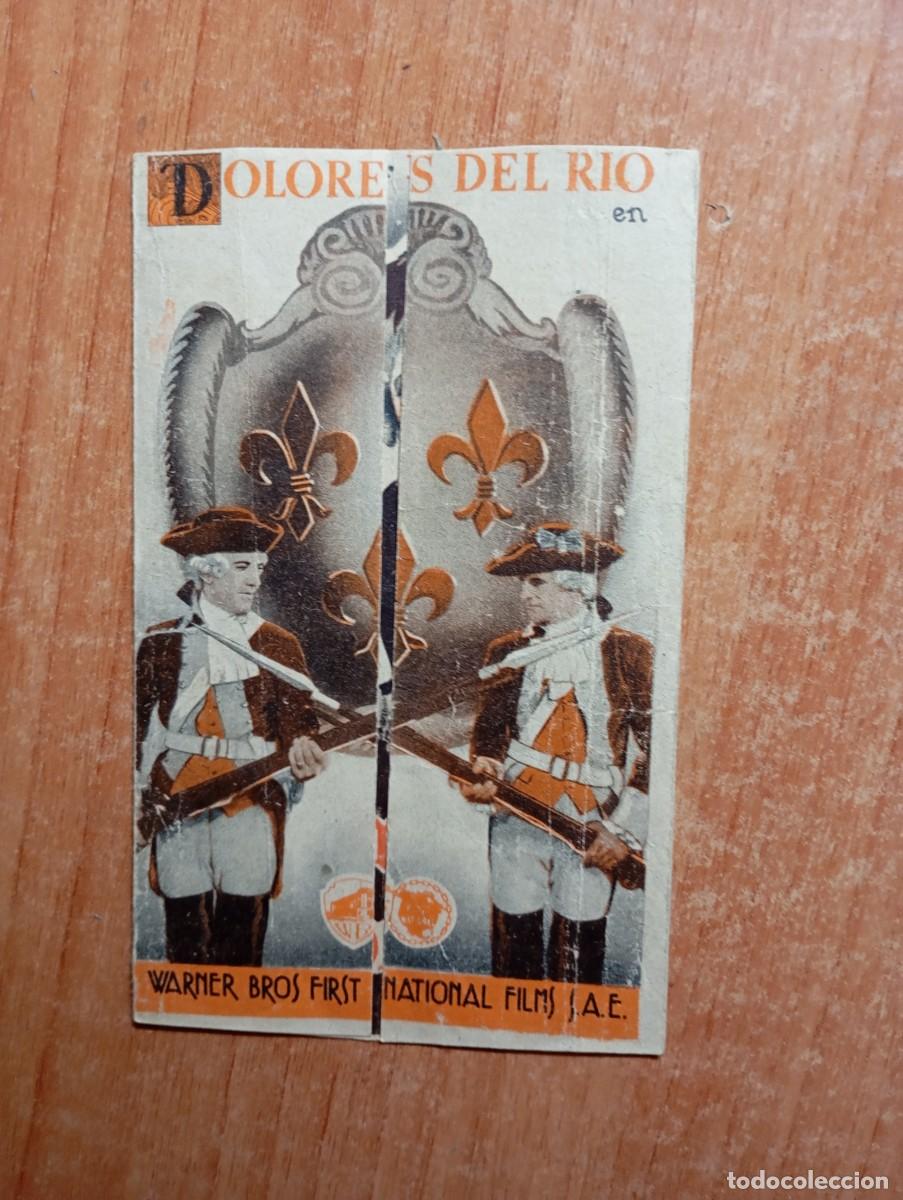 DOLORES DEL RIO
en
WARNER BROS FIRST NATIONAL FILMS S.A.E.
todocoleccion